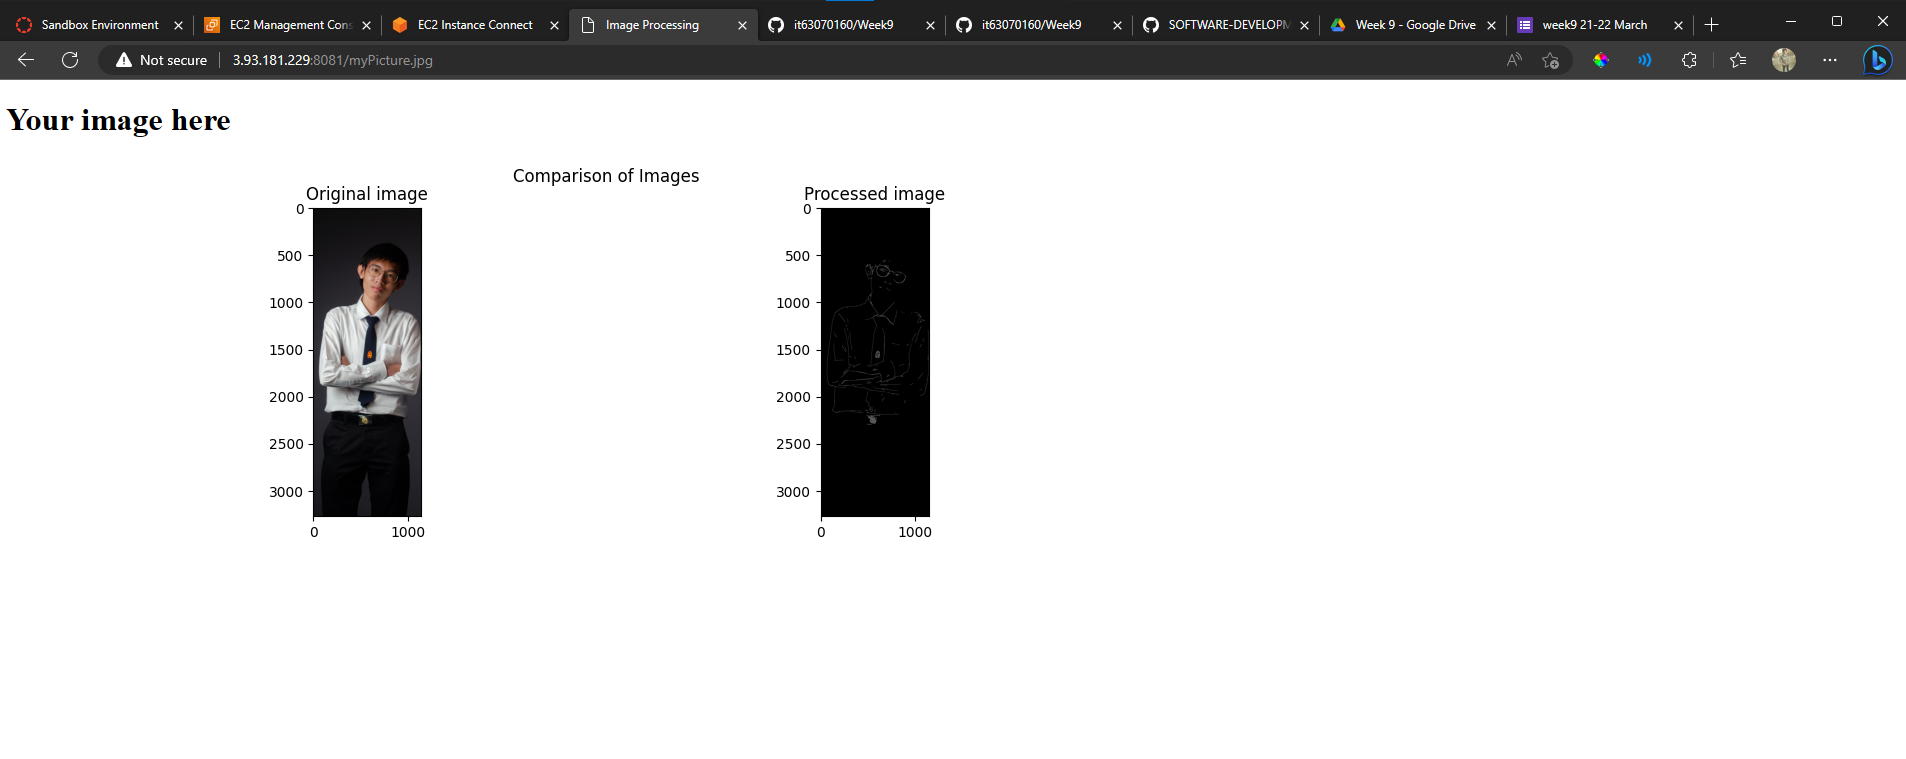 Sandbox Environment
EC2 Management Cons
EC2 Instance Connect
Image Processing
it63070160/Week9
it63070160/Week9
SOFTWARE-DEVELOPM
Week 9 - Google Drive
week9 21-22 March
Not secure
3.93.181.229:8081/myPicture.jpg
Your image here
Comparison of Images
Original image
Processed image
0
500
1000
1500
2000
2500
3000
0 1000
0
500
1000
1500
2000
2500
3000
0 1000